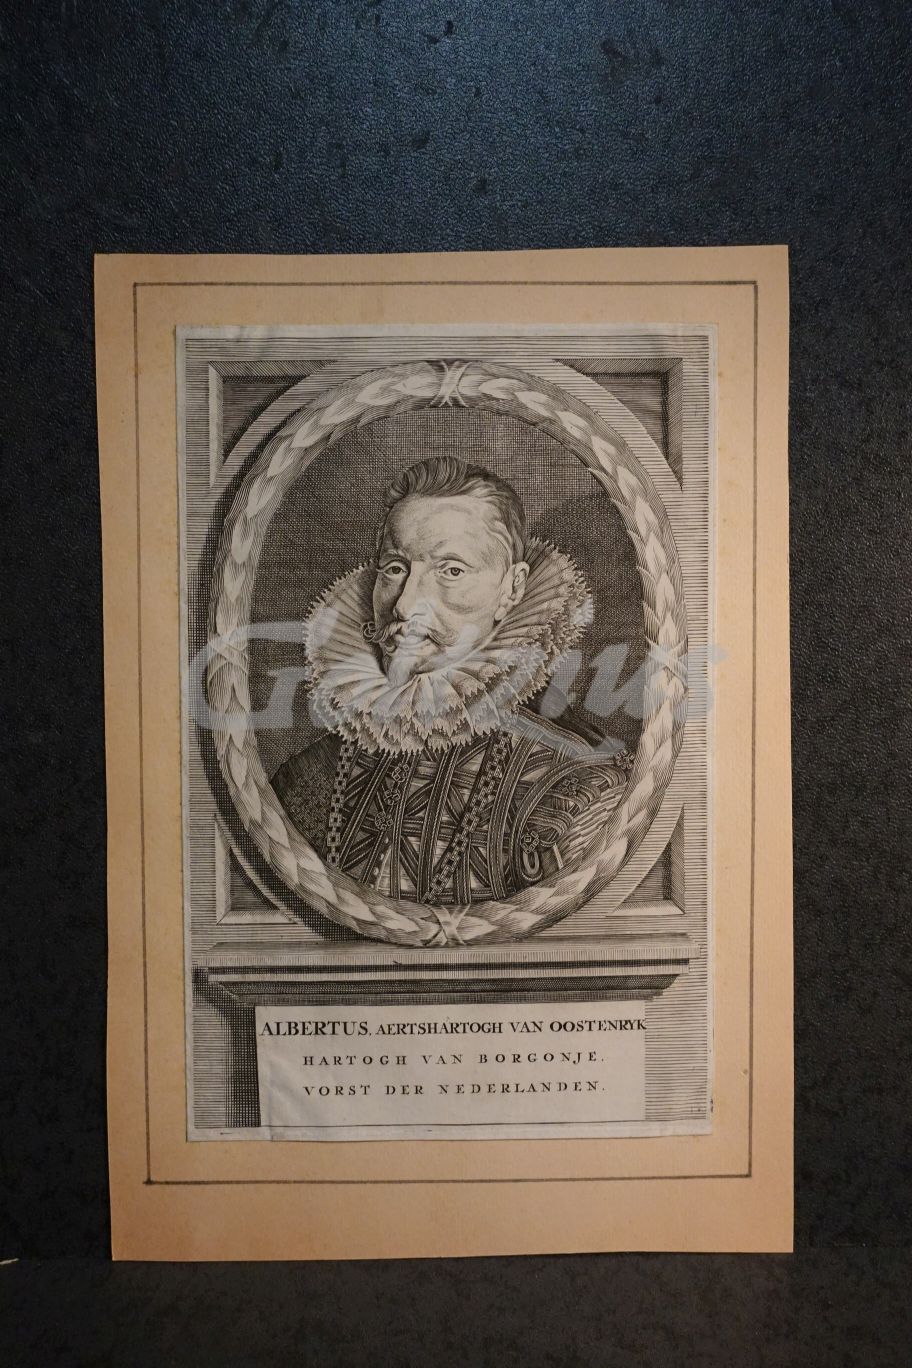 ALBERTUS, AERTSHARTOGH VAN OOSTENRYK
HARTOGH VAN BORGONJE.
VORST DER NEDERLANDEN.